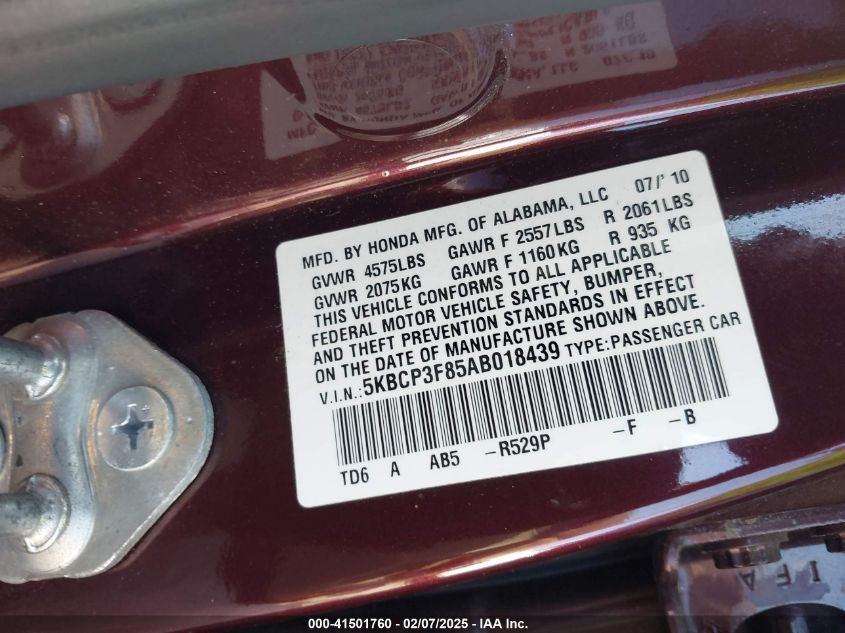 MFD. BY HONDA MFG. OF ALABAMA, LLC 07/'10
GVWR 4575LBS GAWR F 2557LBS R 2061LBS
GVWR 2075KG GAWR F 1160KG R 935 KG
THIS VEHICLE CONFORMS TO ALL APPLICABLE
FEDERAL MOTOR VEHICLE SAFETY, BUMPER,
AND THEFT PREVENTION STANDARDS IN EFFECT
ON THE DATE OF MANUFACTURE SHOWN ABOVE.
V.I.N.: 5KBCP3F85AB018439 TYPE: PASSENGER CAR
TD6 A AB5 -R529P -F -B
I F A
000-41501760 - 02/07/2025 - IAA Inc.